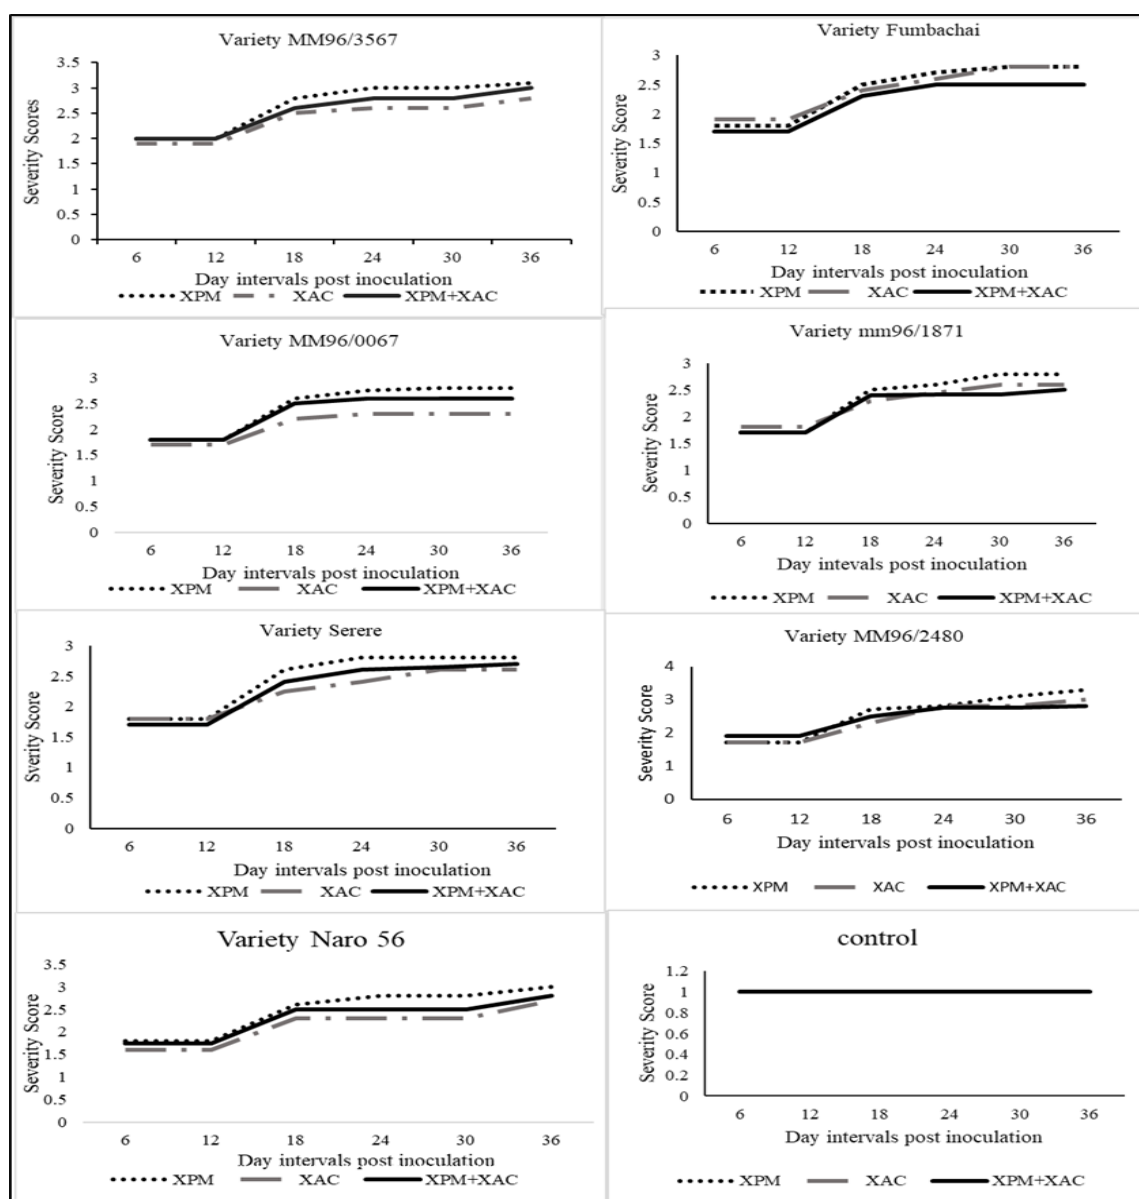 Variety MM96/3567
3.5
3
2.5
2
1.5
1
0.5
0
Severity Scores
6 12 18 24 30 36
Day intervals post inoculation
XPM XAC XPM+XAC
Variety Fumbachai
3
2.5
2
1.5
1
0.5
0
Severity Score
6 12 18 24 30 36
Day intervals post inoculation
XPM XAC XPM+XAC
Variety MM96/0067
3
2.5
2
1.5
1
0.5
0
Severity Score
6 12 18 24 30 36
Day intervals post inoculation
XPM XAC XPM+XAC
Variety mm96/1871
3
2.5
2
1.5
1
0.5
0
Severity Score
6 12 18 24 30 36
Day intevals post inoculation
XPM XAC XPM+XAC
Variety Serere
3
2.5
2
1.5
1
0.5
0
Sverity Score
6 12 18 24 30 36
Day intervals post inoculation
XPM XAC XPM+XAC
Variety MM96/2480
4
3
2
1
0
Severity Score
6 12 18 24 30 36
Day intervals post inoculation
XPM XAC XPM+XAC
Variety Naro 56
3.5
3
2.5
2
1.5
1
0.5
0
Severity Score
6 12 18 24 30 36
Day intervals post inoculation
XPM XAC XPM+XAC
control
1.2
1
0.8
0.6
0.4
0.2
0
Severity Score
6 12 18 24 30 36
Day intervals post inoculation
XPM XAC XPM+XAC